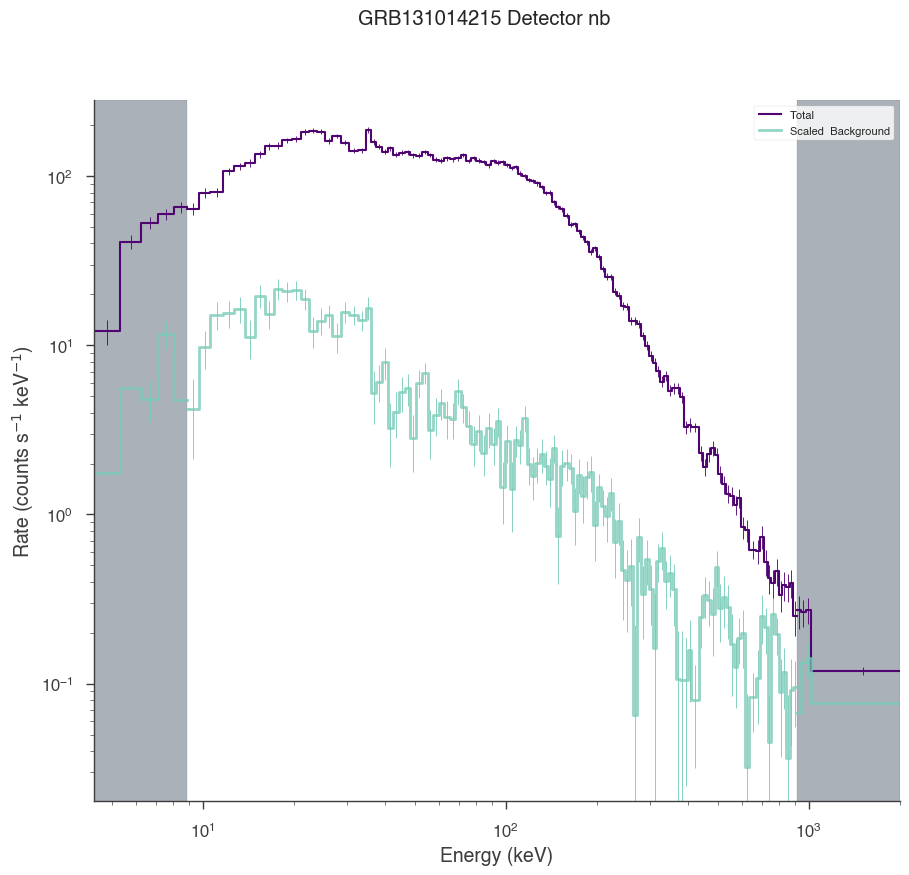 GRB131014215 Detector nb
Total
Scaled Background
Rate (counts s⁻¹ keV⁻¹)
10²
10¹
10⁰
10⁻¹
10¹ 10² 10³
Energy (keV)